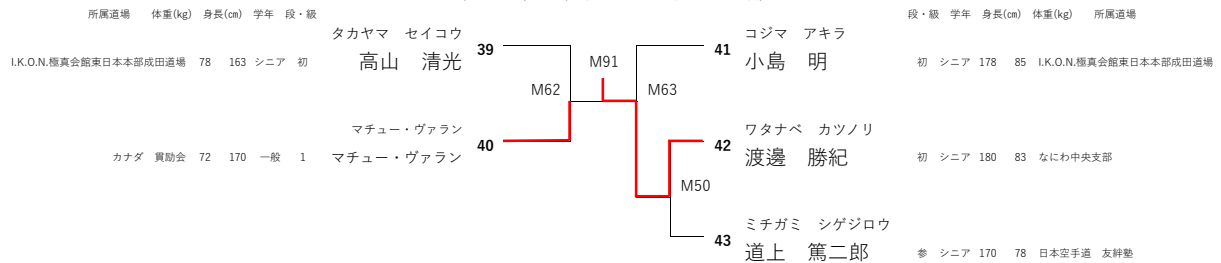 所属道場 体重(kg) 身長(cm) 学年 段・級
段・級 学年 身長(cm) 体重(kg) 所属道場
タカヤマ セイコウ
I.K.O.N.極真会館東日本本部成田道場 78 163 シニア 初 高山 清光 39
コジマ アキラ
41 小島 明 初 シニア 178 85 I.K.O.N.極真会館東日本本部成田道場
M91
M62
M63
マチュー・ヴァラン
カナダ 貫励会 72 170 一般 1 マチュー・ヴァラン 40
ワタナベ カツノリ
42 渡邊 勝紀 初 シニア 180 83 なにわ中央支部
M50
ミチガミ シゲジロウ
43 道上 篤二郎 参 シニア 170 78 日本空手道 友絆塾